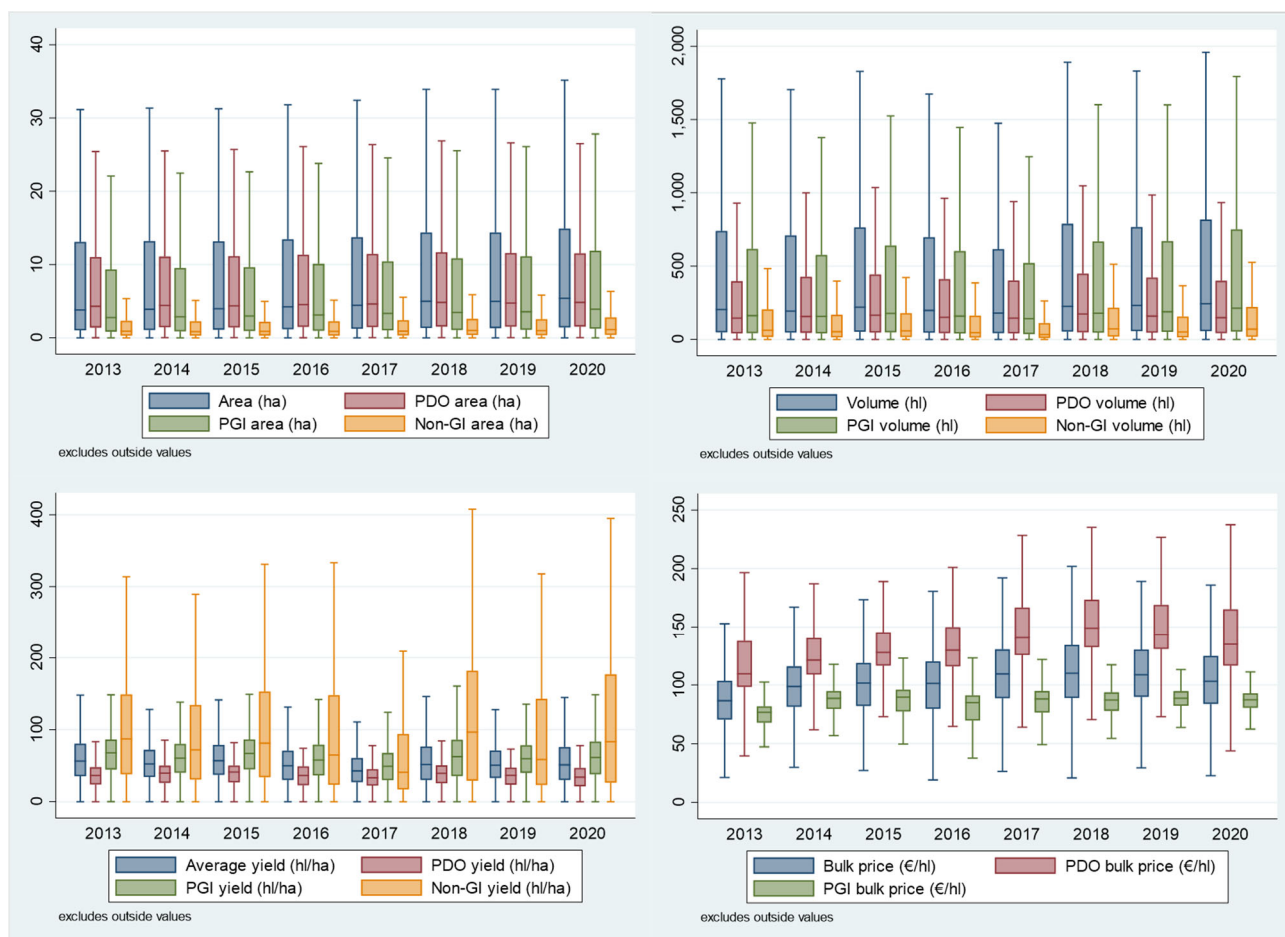 40
30
20
10
0
2013 2014 2015 2016 2017 2018 2019 2020
Area (ha) PDO area (ha)
PGI area (ha) Non-GI area (ha)
excludes outside values
2,000
1,500
1,000
500
0
2013 2014 2015 2016 2017 2018 2019 2020
Volume (hl) PDO volume (hl)
PGI volume (hl) Non-GI volume (hl)
excludes outside values
400
300
200
100
0
2013 2014 2015 2016 2017 2018 2019 2020
Average yield (hl/ha) PDO yield (hl/ha)
PGI yield (hl/ha) Non-GI yield (hl/ha)
excludes outside values
250
200
150
100
50
0
2013 2014 2015 2016 2017 2018 2019 2020
Bulk price (€/hl) PDO bulk price (€/hl)
PGI bulk price (€/hl)
excludes outside values